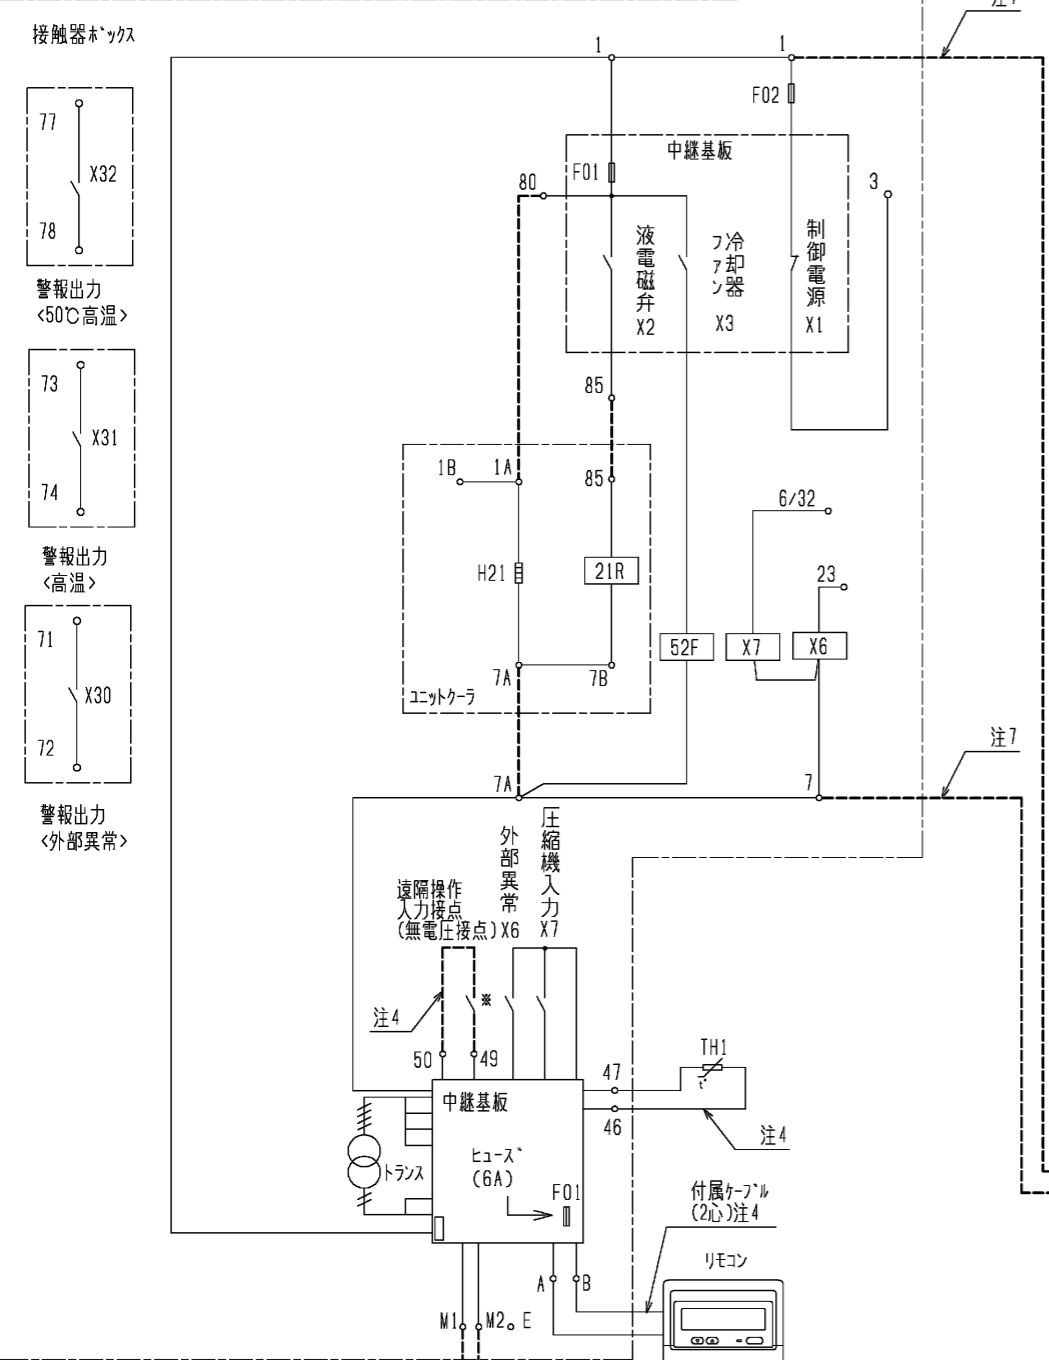 接触器ﾎﾞｯｸｽ
77
X32
78
警報出力
<50℃高温>
73
X31
74
警報出力
<高温>
71
X30
72
警報出力
<外部異常>
1
1
F02
中継基板
F01
80
3
液電磁弁
X2
冷却器
ファン
X3
制御電源
X1
85
1B
1A
85
H21
21R
7A
7B
ﾕﾆｯﾄｸｰﾗ
6/32
23
52F
X7
X6
7A
7
注7
外部異常
X6
圧縮機入力
X7
遠隔操作
入力接点
(無電圧接点)
※
注4
50
49
中継基板
47
46
TH1
t°
注4
ﾋｭｰｽﾞ
(6A)
F01
ﾄﾗﾝｽ
付属ｹｰﾌﾞﾙ
(2心)注4
ﾘﾓｺﾝ
A
B
M1
M2
E